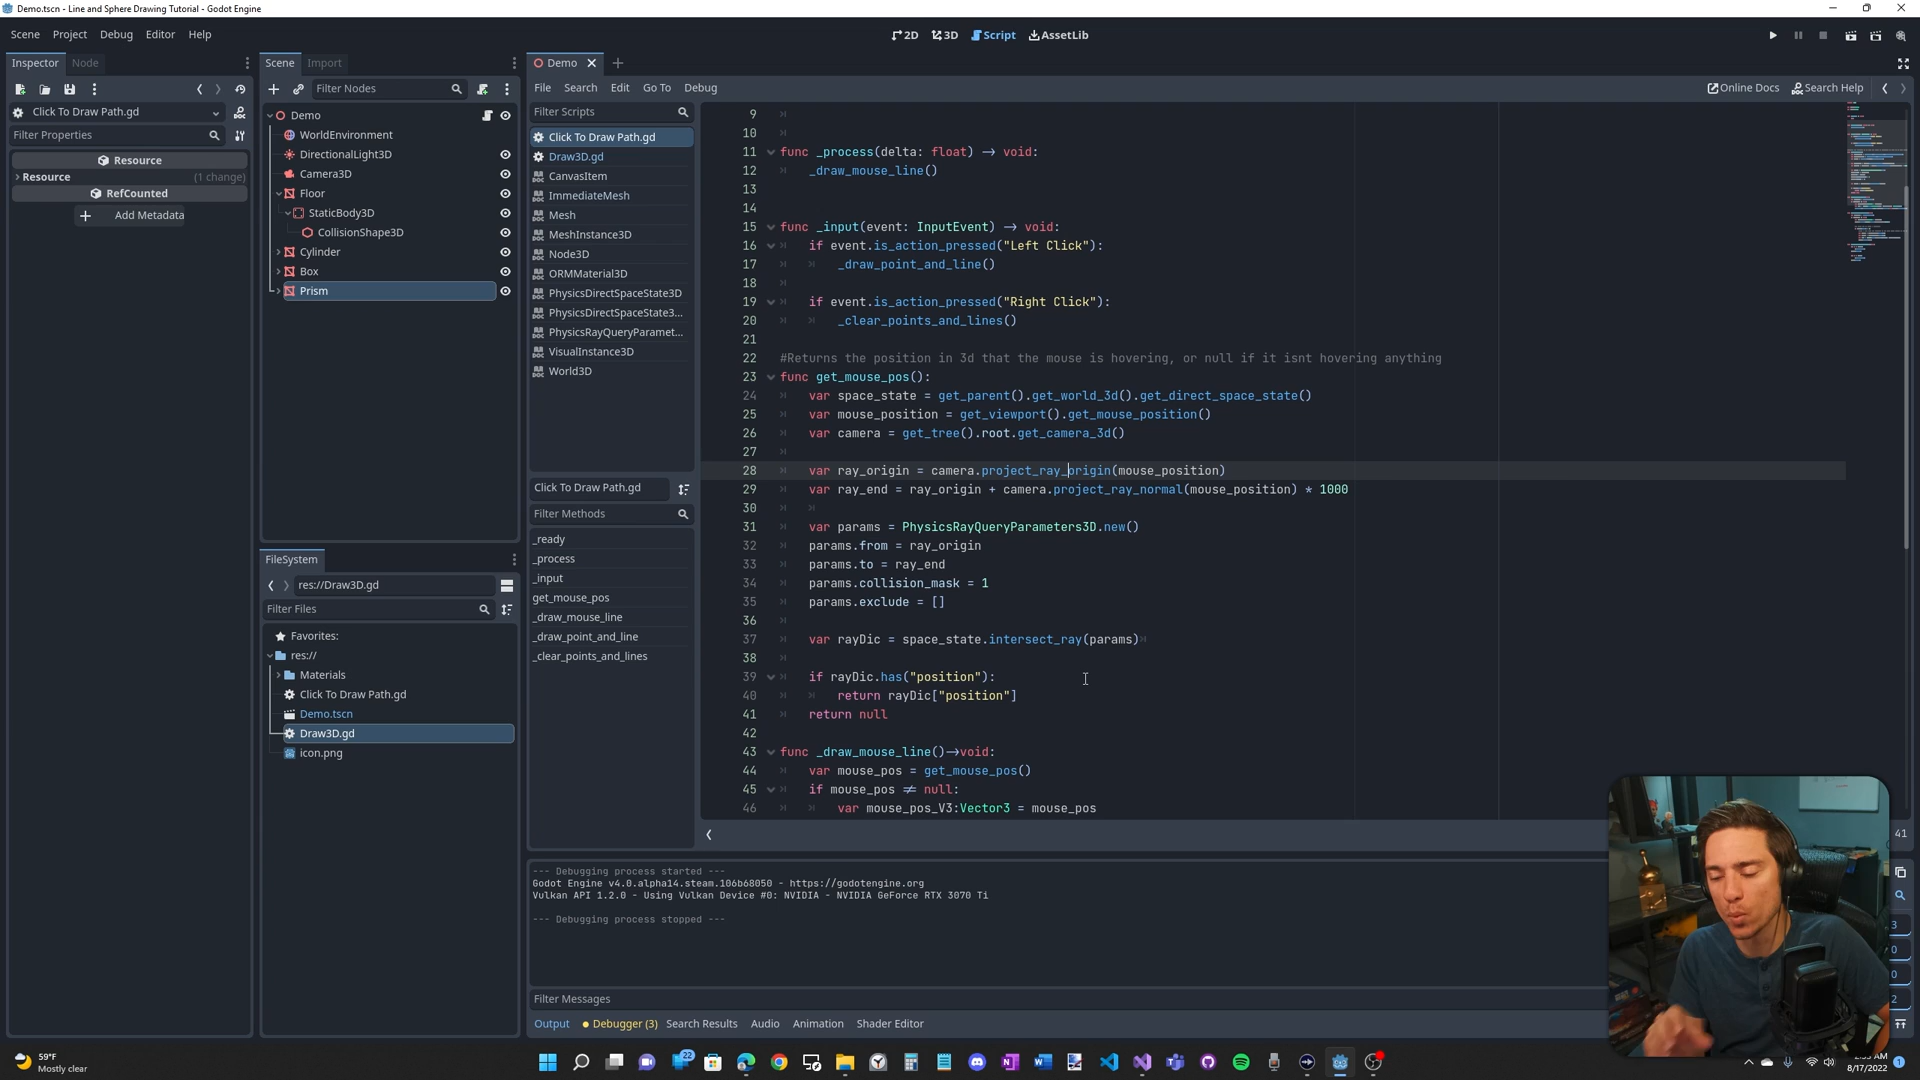 Demo.tscn - Line and Sphere Drawing Tutorial - Godot Engine
Scene Project Debug Editor Help
2D 3D Script AssetLib
Inspector Node
Click To Draw Path.gd
Filter Properties
Resource
Resource (1 change)
RefCounted
Add Metadata
Scene Import
Filter Nodes
Demo
WorldEnvironment
DirectionalLight3D
Camera3D
Floor
StaticBody3D
CollisionShape3D
Cylinder
Box
Prism
FileSystem
res://Draw3D.gd
Filter Files
Favorites:
res://
Materials
Click To Draw Path.gd
Demo.tscn
Draw3D.gd
icon.png
Demo
File Search Edit Go To Debug
Online Docs Search Help
Filter Scripts
Click To Draw Path.gd
Draw3D.gd
CanvasItem
ImmediateMesh
Mesh
MeshInstance3D
Node3D
ORMMaterial3D
PhysicsDirectSpaceState3D
PhysicsDirectSpaceState3...
PhysicsRayQueryParamet...
VisualInstance3D
World3D
Click To Draw Path.gd
Filter Methods
_ready
_process
_input
get_mouse_pos
_draw_mouse_line
_draw_point_and_line
_clear_points_and_lines
9
10
11 func _process(delta: float) -> void:
12 _draw_mouse_line()
13
14
15 func _input(event: InputEvent) -> void:
16 if event.is_action_pressed("Left Click"):
17 _draw_point_and_line()
18
19 if event.is_action_pressed("Right Click"):
20 _clear_points_and_lines()
21
22 #Returns the position in 3d that the mouse is hovering, or null if it isnt hovering anything
23 func get_mouse_pos():
24 var space_state = get_parent().get_world_3d().get_direct_space_state()
25 var mouse_position = get_viewport().get_mouse_position()
26 var camera = get_tree().root.get_camera_3d()
27
28 var ray_origin = camera.project_ray_origin(mouse_position)
29 var ray_end = ray_origin + camera.project_ray_normal(mouse_position) * 1000
30
31 var params = PhysicsRayQueryParameters3D.new()
32 params.from = ray_origin
33 params.to = ray_end
34 params.collision_mask = 1
35 params.exclude = []
36
37 var rayDic = space_state.intersect_ray(params)
38
39 if rayDic.has("position"):
40 return rayDic["position"]
41 return null
42
43 func _draw_mouse_line()->void:
44 var mouse_pos = get_mouse_pos()
45 if mouse_pos != null:
46 var mouse_pos_V3:Vector3 = mouse_pos
41
--- Debugging process started ---
Godot Engine v4.0.alpha14.steam.106b68050 - https://godotengine.org
Vulkan API 1.2.0 - Using Vulkan Device #0: NVIDIA - NVIDIA GeForce RTX 3070 Ti
--- Debugging process stopped ---
3
0
0
2
Filter Messages
Output Debugger (3) Search Results Audio Animation Shader Editor
59°F
Mostly clear
22
8/17/2022
1